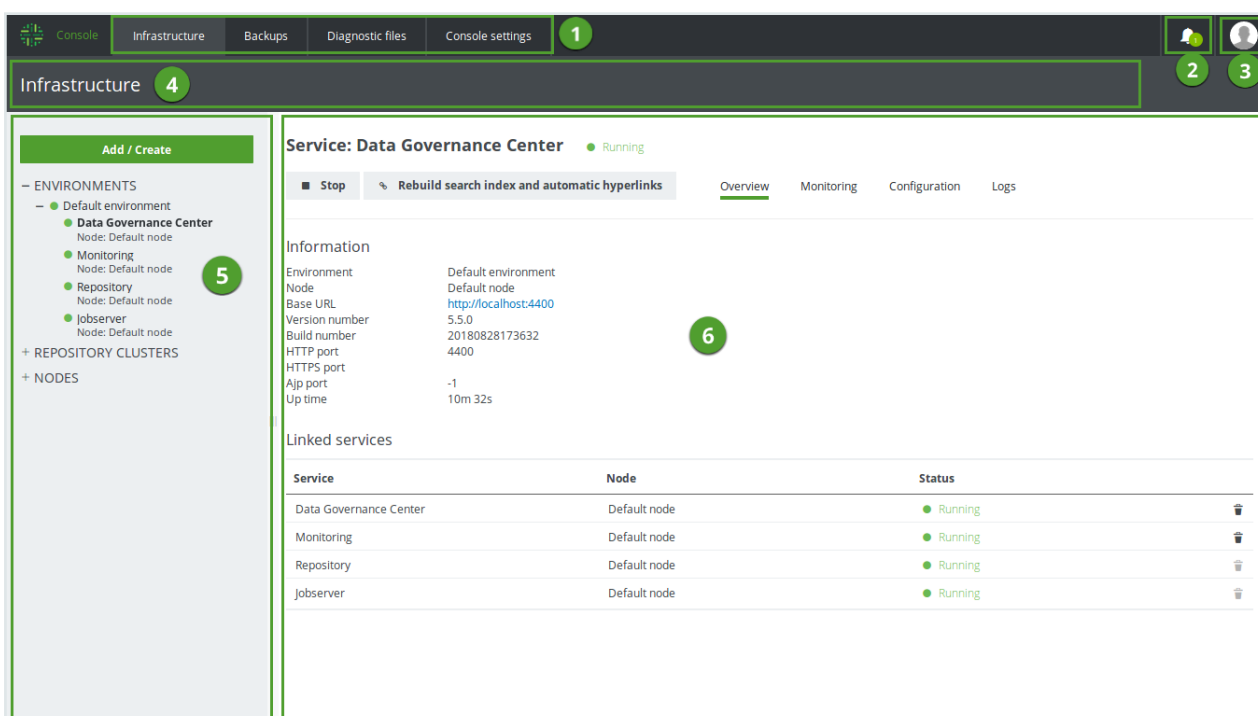 Console Infrastructure Backups Diagnostic files Console settings 1
1
2 3
Infrastructure 4
Add / Create
ENVIRONMENTS
Default environment
Data Governance Center
Node: Default node
Monitoring
Node: Default node
5
Repository
Node: Default node
Jobserver
Node: Default node
+ REPOSITORY CLUSTERS
+ NODES
Service: Data Governance Center Running
Stop Rebuild search index and automatic hyperlinks Overview Monitoring Configuration Logs
Information
Environment Default environment
Node Default node
Base URL http://localhost:4400
Version number 5.5.0
Build number 20180828173632
6
HTTP port 4400
HTTPS port
Ajp port -1
Up time 10m 32s
Linked services
Service Node Status
Data Governance Center Default node Running
Monitoring Default node Running
Repository Default node Running
Jobserver Default node Running